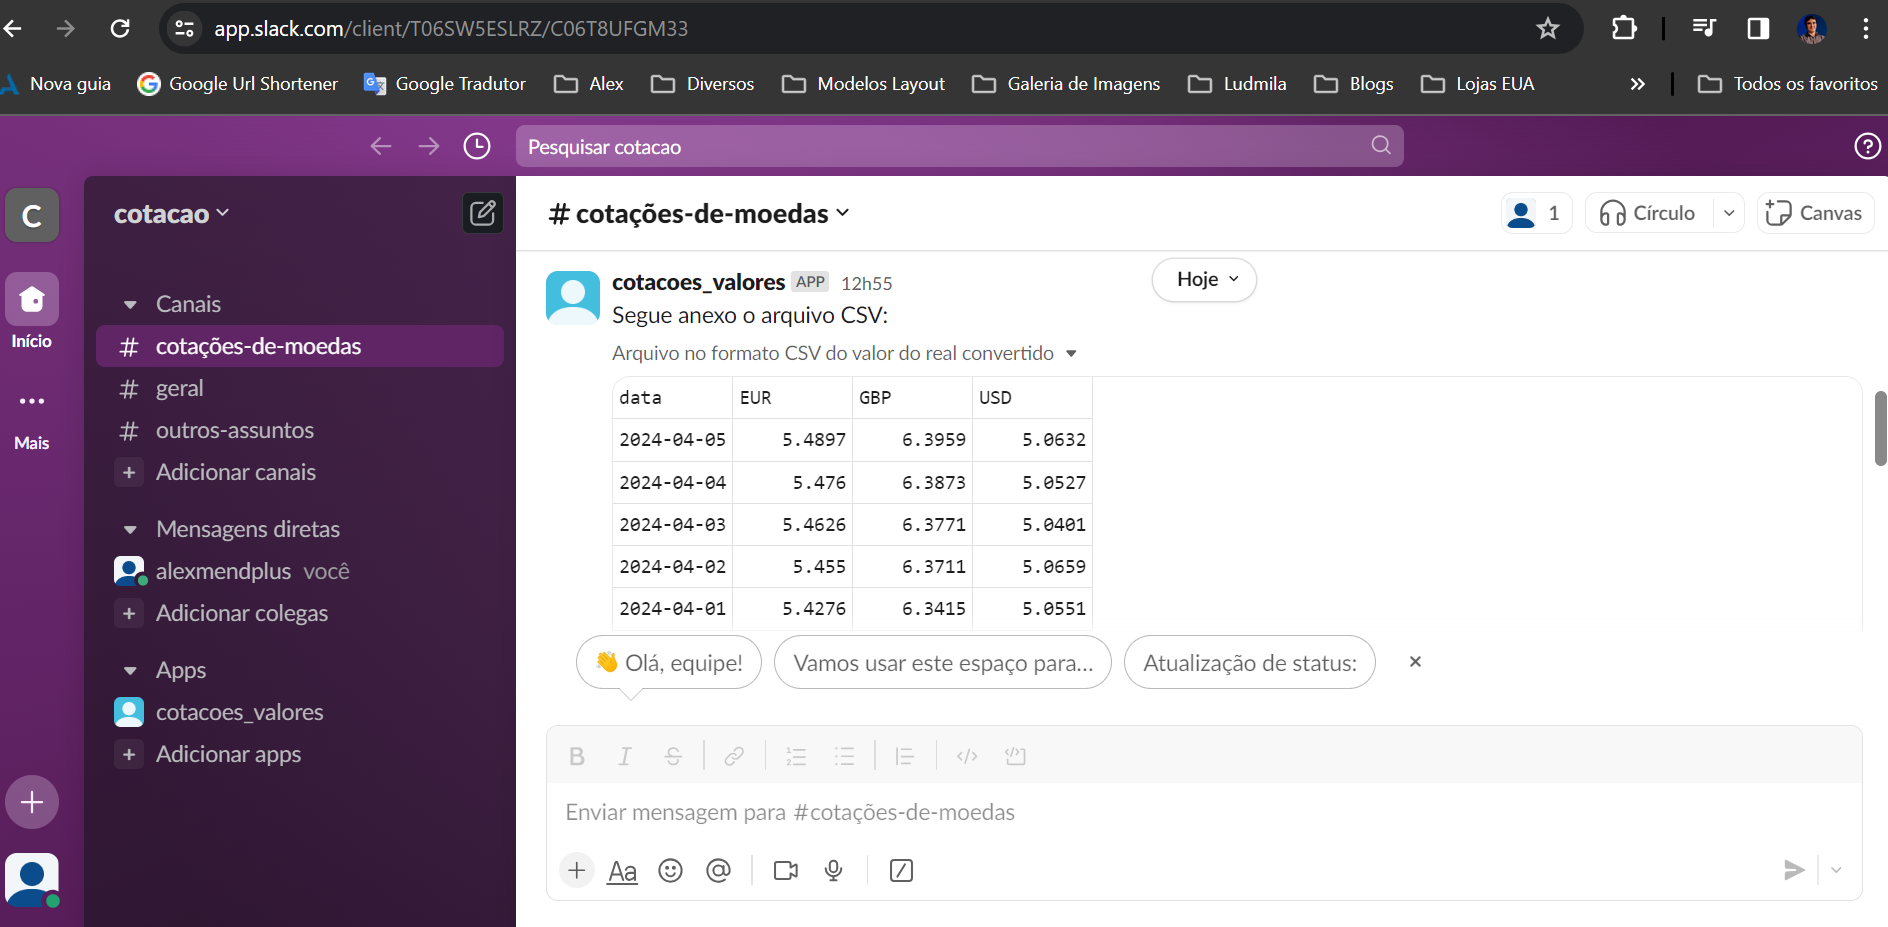 app.slack.com/client/T06SW5ESLRZ/C06T8UFGM33
Nova guia Google Url Shortener Google Tradutor Alex Diversos Modelos Layout Galeria de Imagens Ludmila Blogs Lojas EUA » Todos os favoritos
Pesquisar cotacao
C
Início
Mais
cotacao
Canais
# cotações-de-moedas
# geral
# outros-assuntos
+ Adicionar canais
Mensagens diretas
alexmendplus você
+ Adicionar colegas
Apps
cotacoes_valores
+ Adicionar apps
# cotações-de-moedas
1 Círculo Canvas
Hoje
cotacoes_valores APP 12h55
Segue anexo o arquivo CSV:
Arquivo no formato CSV do valor do real convertido
data EUR GBP USD
2024-04-05 5.4897 6.3959 5.0632
2024-04-04 5.476 6.3873 5.0527
2024-04-03 5.4626 6.3771 5.0401
2024-04-02 5.455 6.3711 5.0659
2024-04-01 5.4276 6.3415 5.0551
👋 Olá, equipe! Vamos usar este espaço para... Atualização de status: ×
B I S
Enviar mensagem para #cotações-de-moedas
+ Aa @